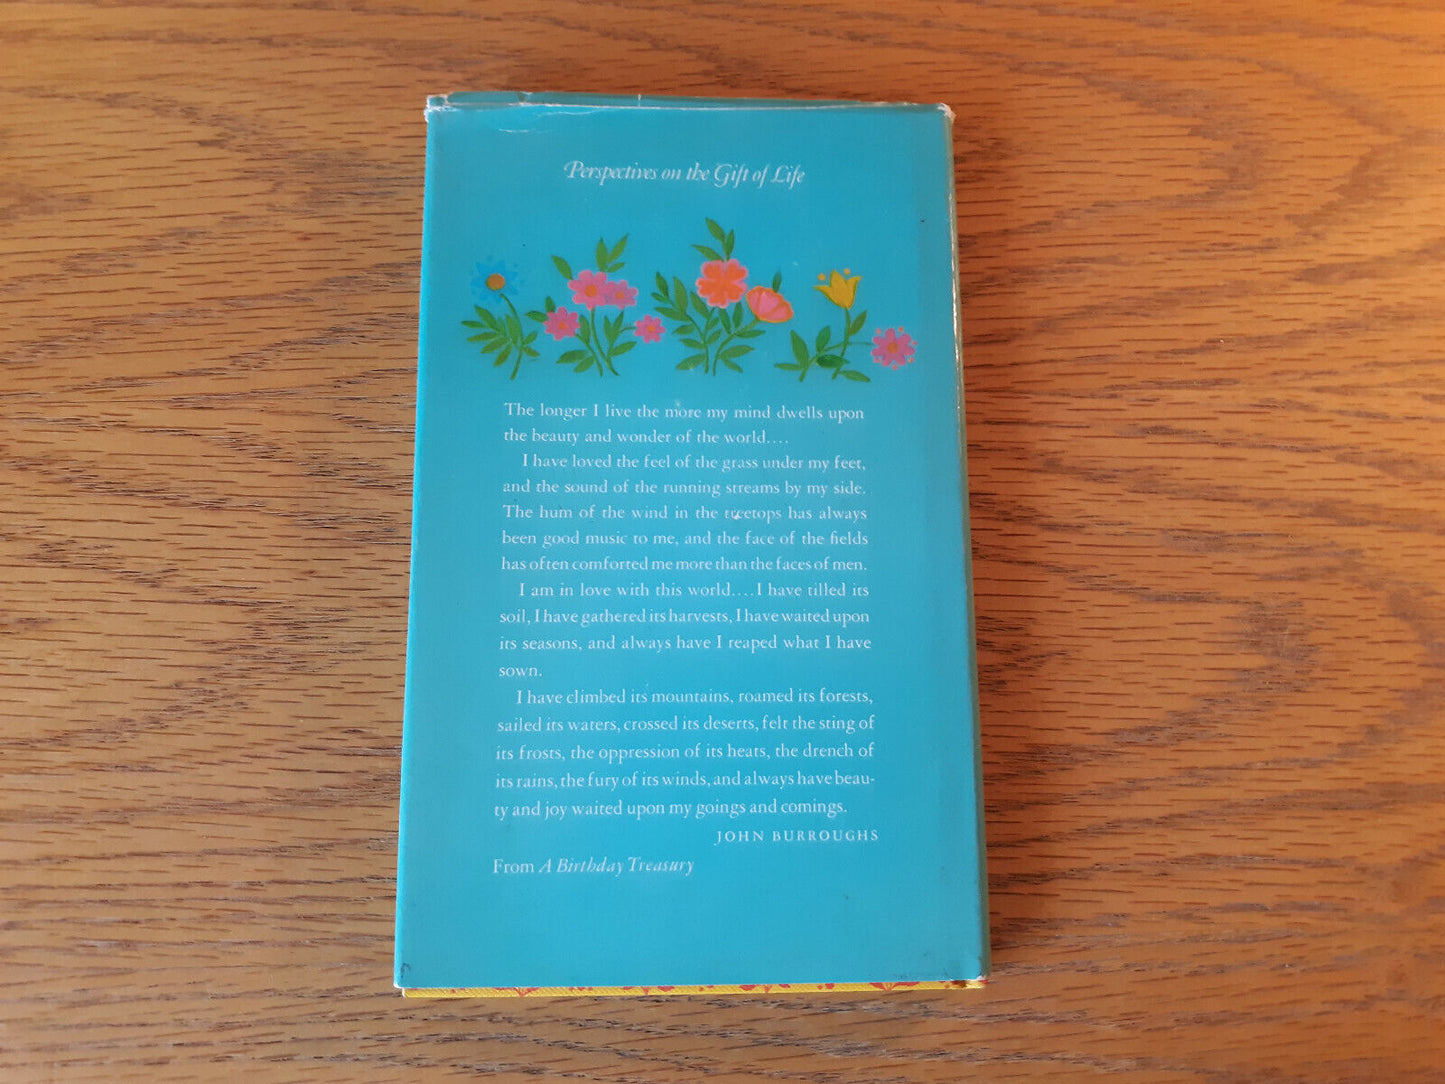 Perspectives on the Gift of Life
The longer I live the more my mind dwells upon
the beauty and wonder of the world....
I have loved the feel of the grass under my feet,
and the sound of the running streams by my side.
The hum of the wind in the treetops has always
been good music to me, and the face of the fields
has often comforted me more than the faces of men.
I am in love with this world....I have tilled its
soil, I have gathered its harvests, I have waited upon
its seasons, and always have I reaped what I have
sown.
I have climbed its mountains, roamed its forests,
sailed its waters, crossed its deserts, felt the sting of
its frosts, the oppression of its heats, the drench of
its rains, the fury of its winds, and always have beau-
ty and joy waited upon my goings and comings.
JOHN BURROUGHS
From A Birthday Treasury